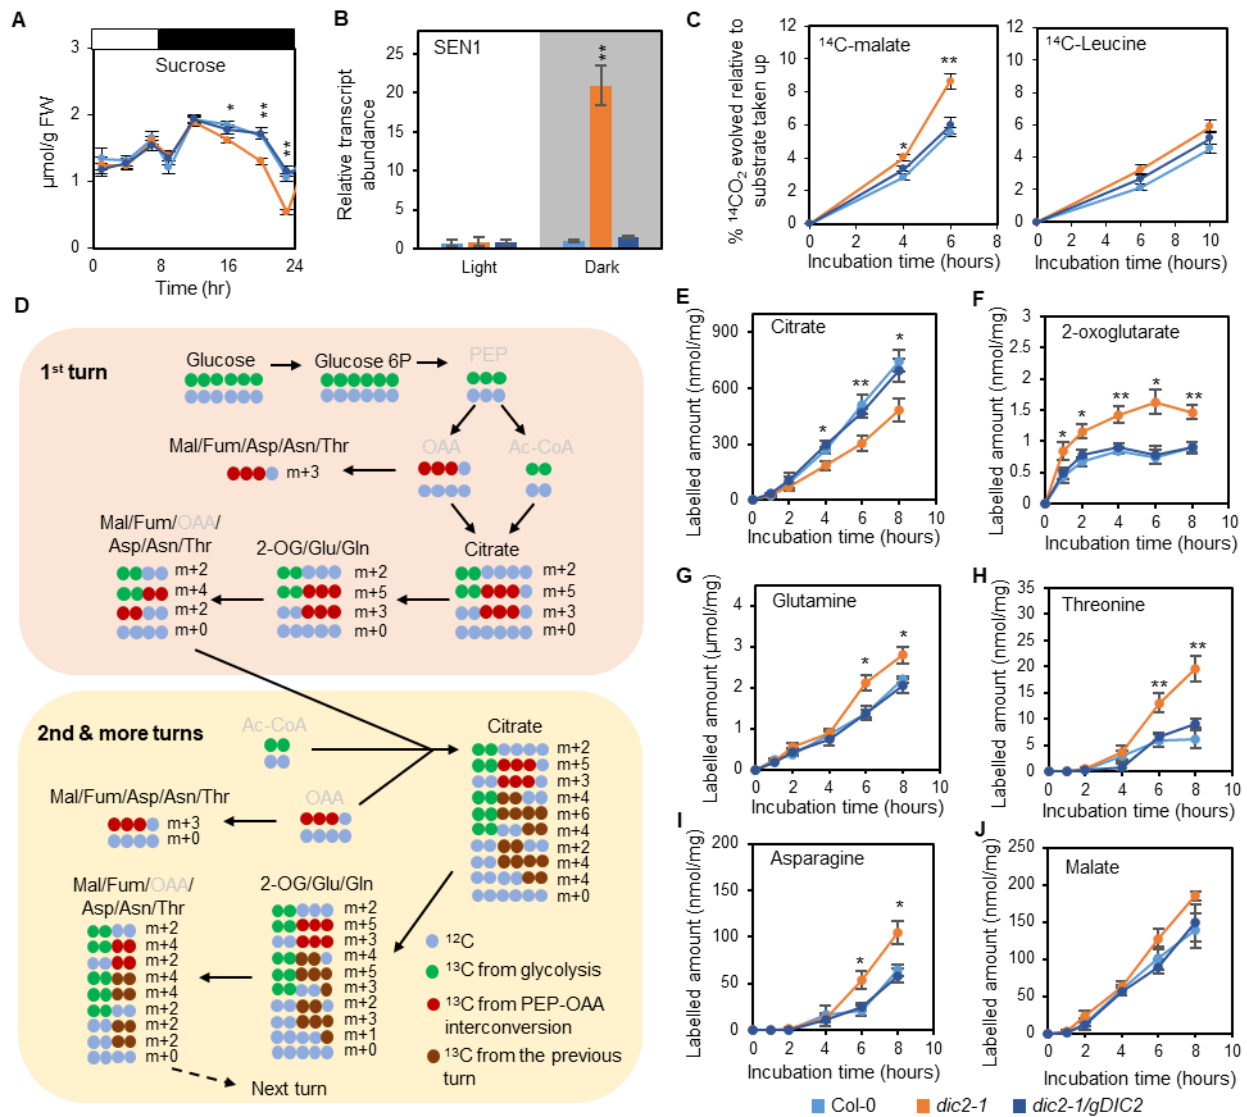 A
Sucrose
µmol/g FW
3
2
1
0
* ** **
0 8 16 24
Time (hr)
B
SEN1
Relative transcript
abundance
25
20
15
10
5
0
**
Light Dark
C
¹⁴C-malate
% ¹⁴CO₂ evolved relative to
substrate taken up
12
10
8
6
4
2
0
* **
0 2 4 6 8
Incubation time (hours)
¹⁴C-Leucine
12
10
8
6
4
2
0
0 2 4 6 8 10
Incubation time (hours)
D
1st turn
Glucose
Glucose 6P
PEP
Mal/Fum/Asp/Asn/Thr
m+3
OAA
Ac-CoA
Mal/Fum/OAA/
Asp/Asn/Thr
m+2
m+4
m+2
m+0
2-OG/Glu/Gln
m+2
m+5
m+3
m+0
Citrate
m+2
m+5
m+3
m+0
2nd & more turns
Ac-CoA
Citrate
m+2
m+5
m+3
m+4
m+6
m+4
m+2
m+4
m+4
m+0
Mal/Fum/Asp/Asn/Thr
m+3
m+0
OAA
Mal/Fum/OAA/
Asp/Asn/Thr
m+2
m+4
m+2
m+4
m+4
m+2
m+2
m+2
m+0
2-OG/Glu/Gln
m+2
m+5
m+3
m+4
m+5
m+3
m+2
m+3
m+1
m+0
Next turn
¹²C
¹³C from glycolysis
¹³C from PEP-OAA
interconversion
¹³C from the previous
turn
E
Citrate
Labelled amount (nmol/mg)
900
600
300
0
* ** *
0 2 4 6 8 10
Incubation time (hours)
F
2-oxoglutarate
Labelled amount (nmol/mg)
3
2.5
2
1.5
1
0.5
0
* * ** * **
0 2 4 6 8 10
Incubation time (hours)
G
Glutamine
Labelled amount (µmol/mg)
4
3
2
1
0
* *
0 2 4 6 8 10
Incubation time (hours)
H
Threonine
Labelled amount (nmol/mg)
35
30
25
20
15
10
5
0
** **
0 2 4 6 8 10
Incubation time (hours)
I
Asparagine
Labelled amount (nmol/mg)
200
150
100
50
0
* *
0 2 4 6 8 10
Incubation time (hours)
J
Malate
Labelled amount (nmol/mg)
250
200
150
100
50
0
0 2 4 6 8 10
Incubation time (hours)
Col-0 dic2-1 dic2-1/gDIC2